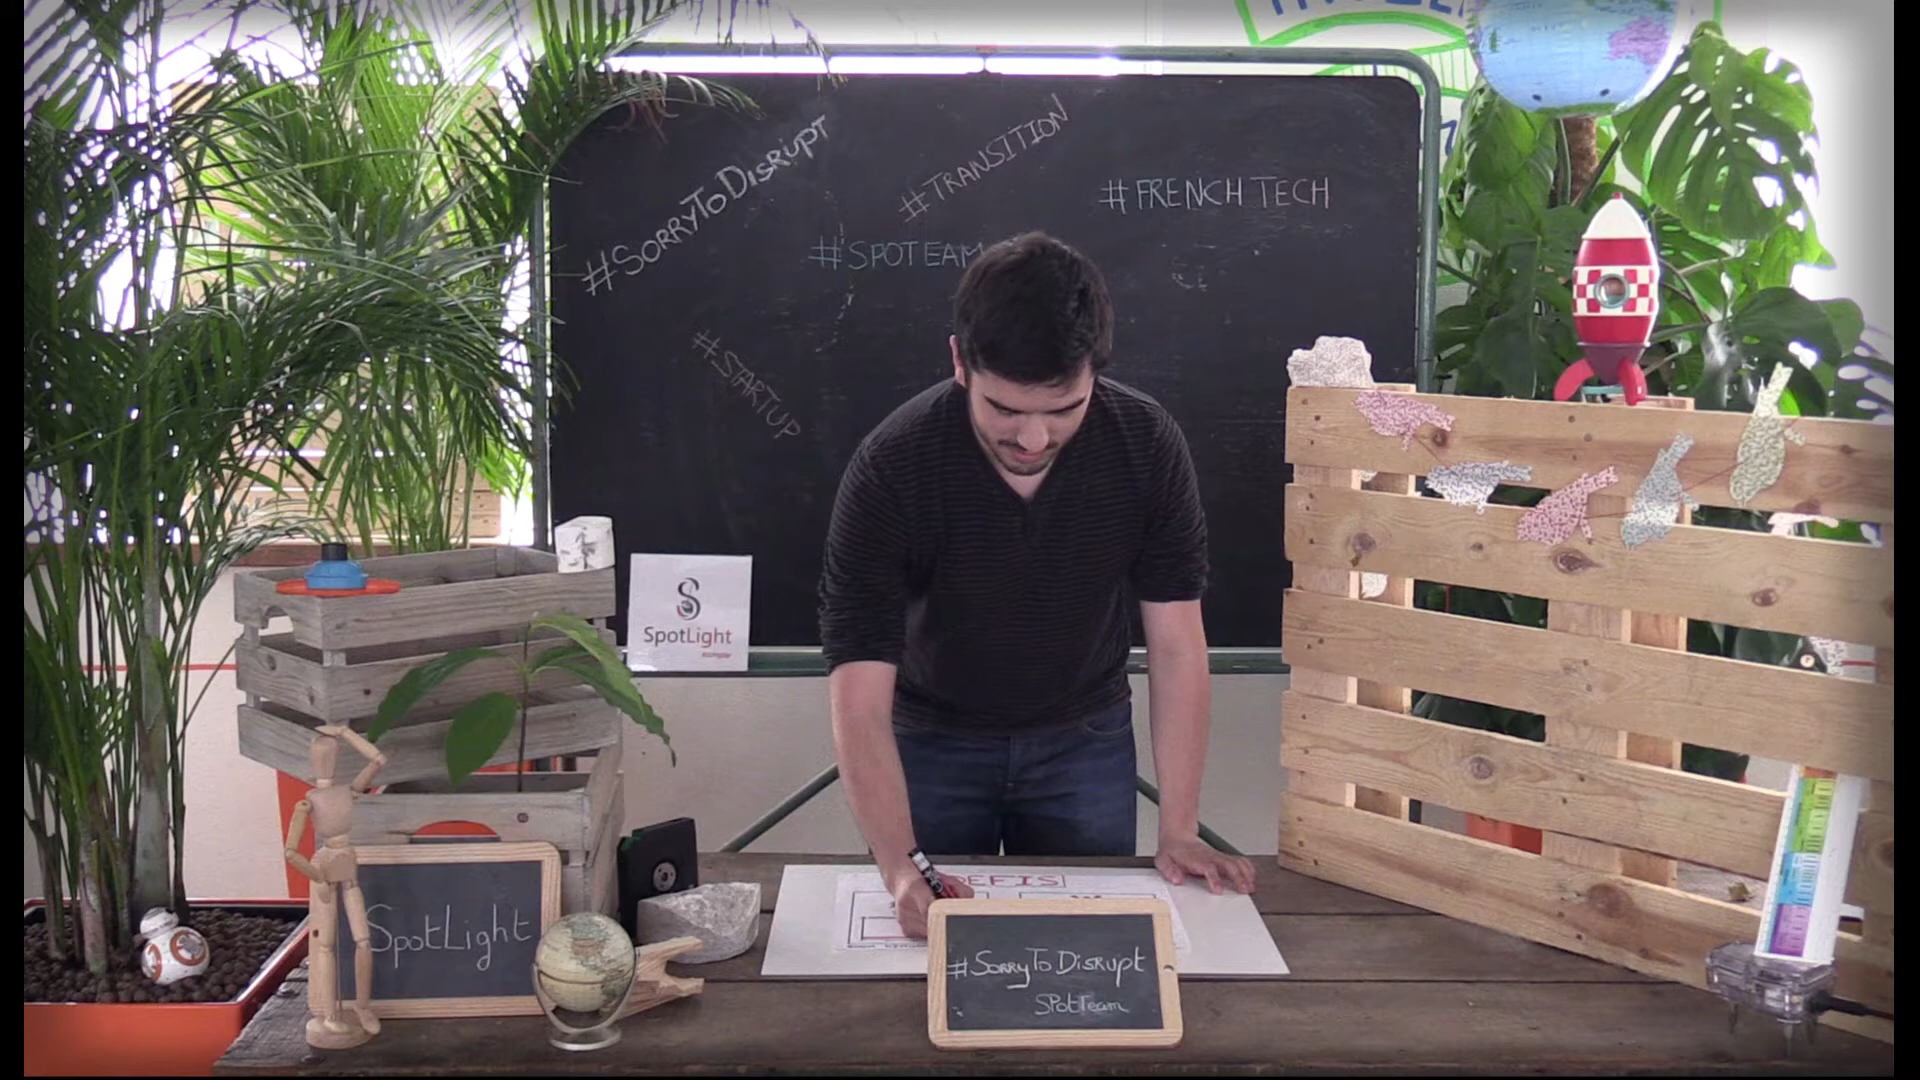 #SORRYTODISRUPT
#TRANSITION
#FRENCH TECH
#SPOTEAM
#STARTUP
SpotLight
DEFIS
SpotLight
#SORRYTODISRUPT
SPotTeam